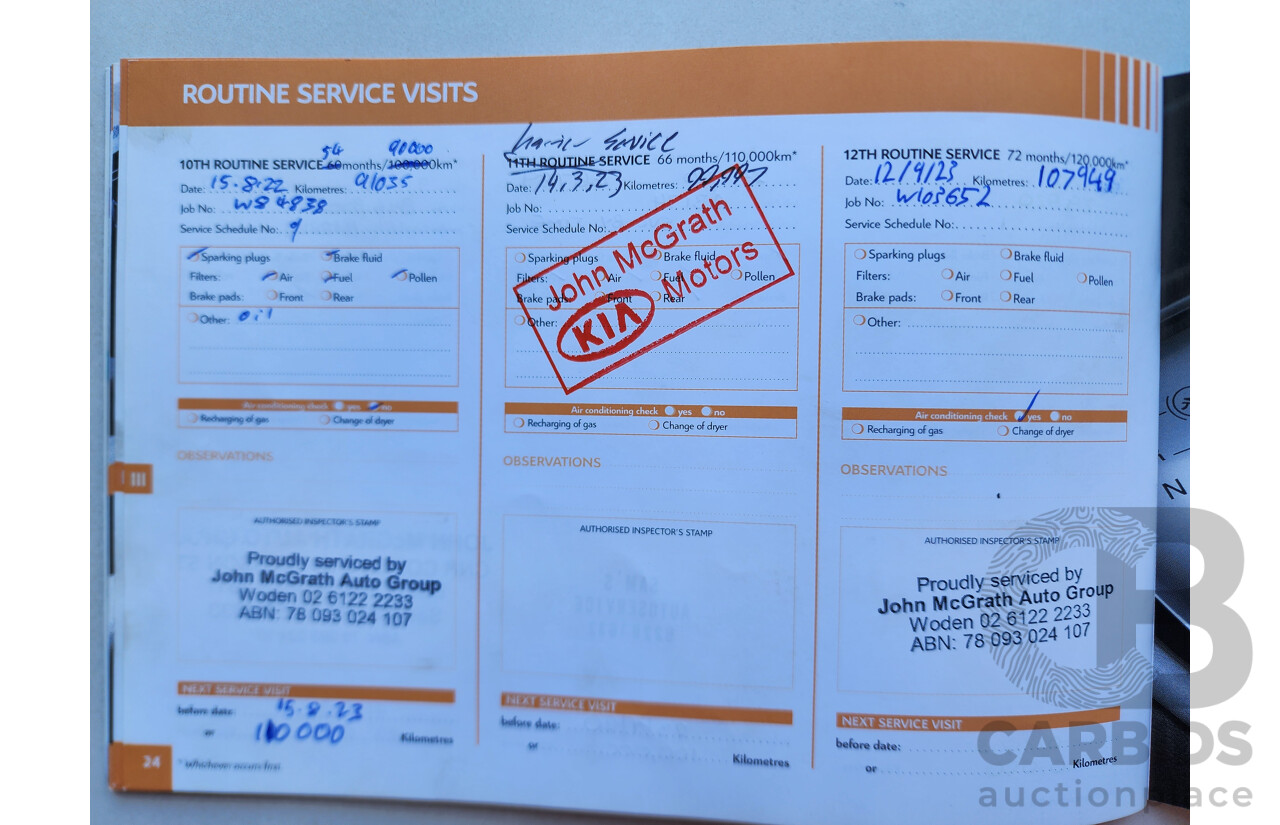 ROUTINE SERVICE VISITS
54 90000
10TH ROUTINE SERVICE 60 months/100,000km*
Date: 15.8.22 Kilometres: 91035
Job No: W84838
Service Schedule No: 9
Sparking plugs Brake fluid
Filters: Air Fuel Pollen
Brake pads: Front Rear
Other: oil
Air conditioning check yes no
Recharging of gas Change of dryer
OBSERVATIONS
AUTHORISED INSPECTOR'S STAMP
Proudly serviced by
John McGrath Auto Group
Woden 02 6122 2233
ABN: 78 093 024 107
NEXT SERVICE VISIT
before date: 15.8.23
or 110000 Kilometres
24
* Whichever occurs first
SERVICE
11TH ROUTINE SERVICE 66 months/110,000km*
Date: 14,3,23 Kilometres:
Job No:
Service Schedule No:
Sparking plugs Brake fluid
Filters: Air Fuel Pollen
Brake pads: Front Rear
Other:
John McGrath
KIA Motors
Air conditioning check yes no
Recharging of gas Change of dryer
OBSERVATIONS
AUTHORISED INSPECTOR'S STAMP
NEXT SERVICE VISIT
before date:
or Kilometres
12TH ROUTINE SERVICE 72 months/120,000km*
Date: 12/9/23 Kilometres: 107949
Job No: W103652
Service Schedule No:
Sparking plugs Brake fluid
Filters: Air Fuel Pollen
Brake pads: Front Rear
Other:
Air conditioning check yes no
Recharging of gas Change of dryer
OBSERVATIONS
AUTHORISED INSPECTOR'S STAMP
Proudly serviced by
John McGrath Auto Group
Woden 02 6122 2233
ABN: 78 093 024 107
NEXT SERVICE VISIT
before date:
or Kilometres
N
CARBIDS
auctionplace